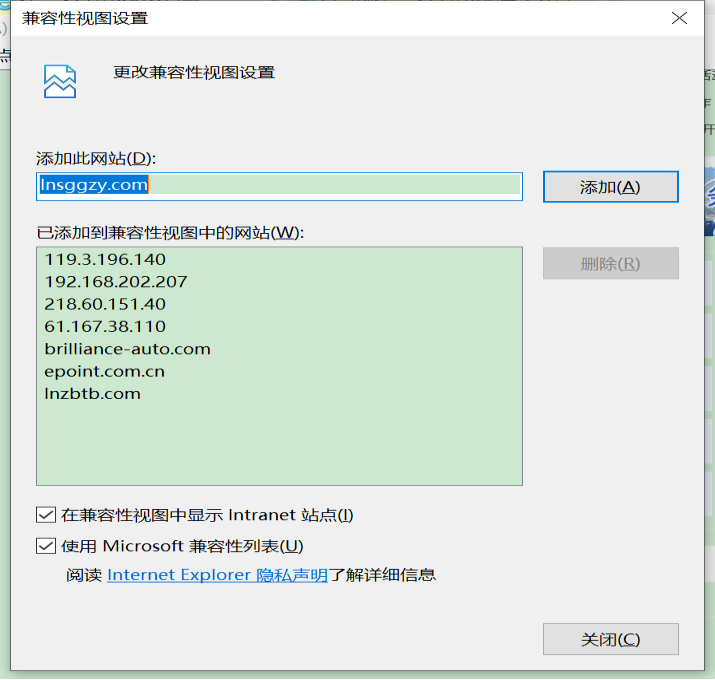 兼容性视图设置
更改兼容性视图设置
添加此网站(D):
lnsggzy.com
添加(A)
已添加到兼容性视图中的网站(W):
119.3.196.140
删除(R)
192.168.202.207
218.60.151.40
61.167.38.110
brilliance-auto.com
epoint.com.cn
lnzbtb.com
在兼容性视图中显示 Intranet 站点(I)
使用 Microsoft 兼容性列表(U)
阅读 Internet Explorer 隐私声明了解详细信息
关闭(C)